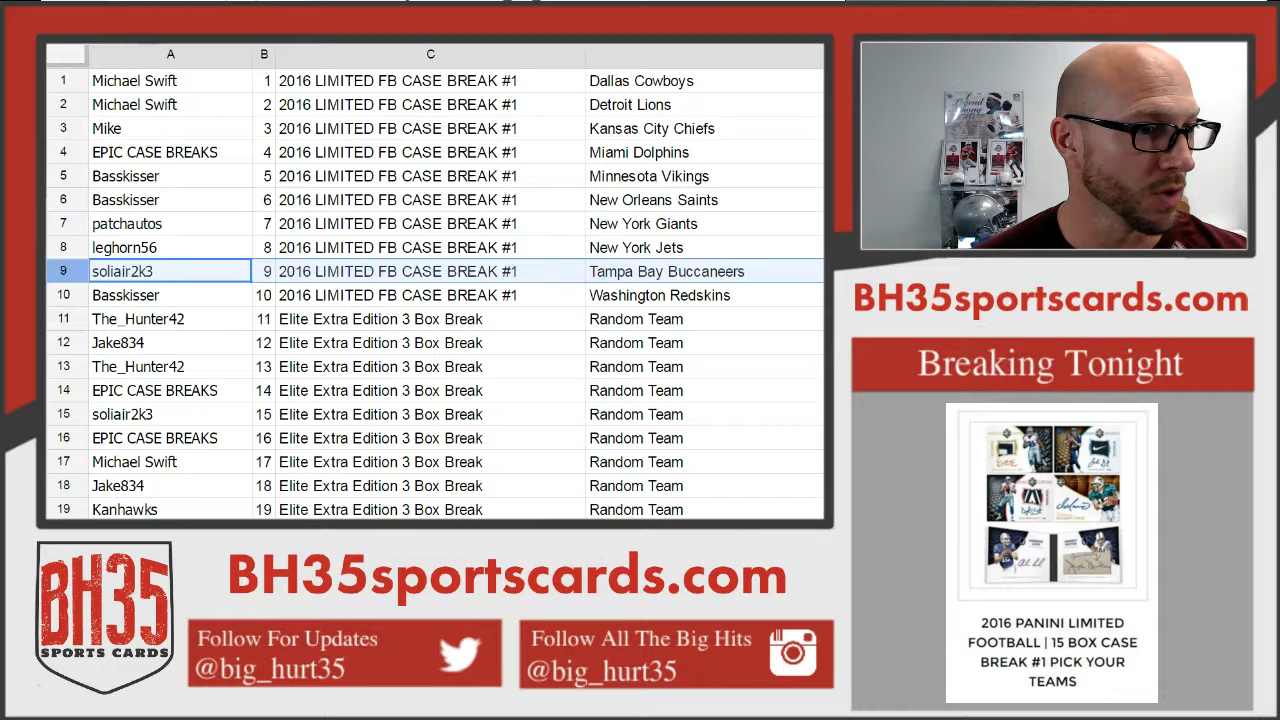 A B C
1 Michael Swift 1 2016 LIMITED FB CASE BREAK #1 Dallas Cowboys
2 Michael Swift 2 2016 LIMITED FB CASE BREAK #1 Detroit Lions
3 Mike 3 2016 LIMITED FB CASE BREAK #1 Kansas City Chiefs
4 EPIC CASE BREAKS 4 2016 LIMITED FB CASE BREAK #1 Miami Dolphins
5 Basskisser 5 2016 LIMITED FB CASE BREAK #1 Minnesota Vikings
6 Basskisser 6 2016 LIMITED FB CASE BREAK #1 New Orleans Saints
7 patchautos 7 2016 LIMITED FB CASE BREAK #1 New York Giants
8 leghorn56 8 2016 LIMITED FB CASE BREAK #1 New York Jets
9 soliair2k3 9 2016 LIMITED FB CASE BREAK #1 Tampa Bay Buccaneers
10 Basskisser 10 2016 LIMITED FB CASE BREAK #1 Washington Redskins
11 The_Hunter42 11 Elite Extra Edition 3 Box Break Random Team
12 Jake834 12 Elite Extra Edition 3 Box Break Random Team
13 The_Hunter42 13 Elite Extra Edition 3 Box Break Random Team
14 EPIC CASE BREAKS 14 Elite Extra Edition 3 Box Break Random Team
15 soliair2k3 15 Elite Extra Edition 3 Box Break Random Team
16 EPIC CASE BREAKS 16 Elite Extra Edition 3 Box Break Random Team
17 Michael Swift 17 Elite Extra Edition 3 Box Break Random Team
18 Jake834 18 Elite Extra Edition 3 Box Break Random Team
19 Kanhawks 19 Elite Extra Edition 3 Box Break Random Team
BH35sportscards.com
Breaking Tonight
2016 PANINI LIMITED
FOOTBALL | 15 BOX CASE
BREAK #1 PICK YOUR
TEAMS
BH35
SPORTS CARDS
BH35sportscards.com
Follow For Updates
@big_hurt35
Follow All The Big Hits
@big_hurt35